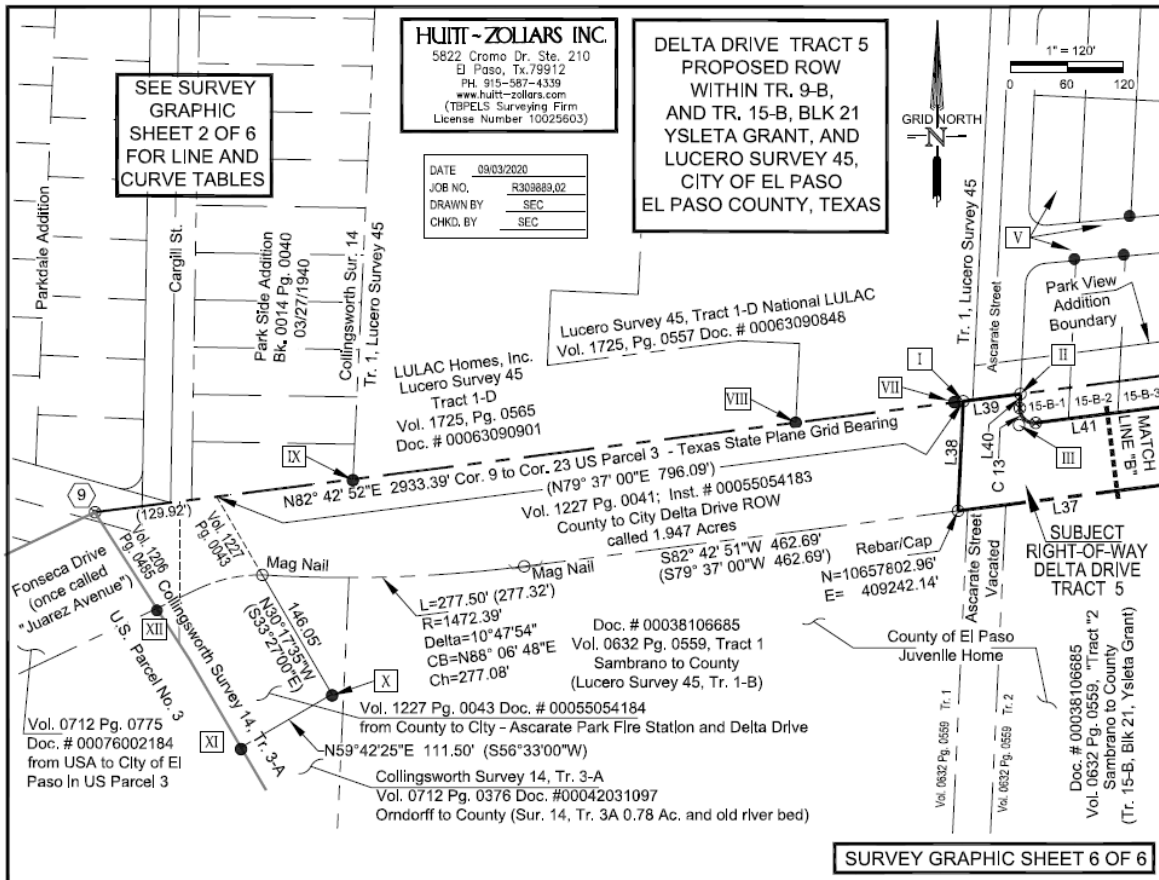 HUITT-ZOLLARS INC.
5822 Cromo Dr. Ste. 210
El Paso, Tx.79912
PH. 915-587-4339
www.huitt-zollars.com
(TBPELS Surveying Firm
License Number 10025603)
DELTA DRIVE TRACT 5
PROPOSED ROW
WITHIN TR. 9-B,
AND TR. 15-B, BLK 21
YSLETA GRANT, AND
LUCERO SURVEY 45,
CITY OF EL PASO
EL PASO COUNTY, TEXAS
1" = 120'
0 60 120
GRID NORTH
N
SEE SURVEY
GRAPHIC
SHEET 2 OF 6
FOR LINE AND
CURVE TABLES
DATE 09/03/2020
JOB NO. R309889.02
DRAWN BY SEC
CHKD. BY SEC
Parkdale Addition
Cargill St.
Park Side Addition
Bk. 0014 Pg. 0040
03/27/1940
Collingsworth Sur. 14
Tr. 1, Lucero Survey 45
Tr. 1, Lucero Survey 45
Ascarate Street
V
Park View
Addition
Boundary
Lucero Survey 45, Tract 1-D National LULAC
Vol. 1725, Pg. 0557 Doc. # 00063090848
LULAC Homes, Inc.
Lucero Survey 45
Tract 1-D
Vol. 1725, Pg. 0565
Doc. # 00063090901
I
II
VII
VIII
IX
III
L39
15-B-1
15-B-2
15-B-3
L41
L40
L38
C 13
L37
MATCH
LINE "B"
N82° 42' 52"E 2933.39' Cor. 9 to Cor. 23 US Parcel 3 - Texas State Plane Grid Bearing
(N79° 37' 00"E 796.09')
Vol. 1227 Pg. 0041; Inst. # 00055054183
County to City Delta Drive ROW
called 1.947 Acres
9
(129.92')
Vol. 1206
Pg. 0465
Vol. 1227
Pg. 0043
Fonseca Drive
(once called
"Juarez Avenue")
Mag Nail
Mag Nail
S82° 42' 51"W 462.69'
(S79° 37' 00"W 462.69')
Rebar/Cap
N=10657802.96'
E= 409242.14'
Ascarate Street
Vacated
SUBJECT
RIGHT-OF-WAY
DELTA DRIVE
TRACT 5
L=277.50' (277.32')
R=1472.39'
Delta=10°47'54"
CB=N88° 06' 48"E
Ch=277.08'
146.05'
N30°17'35"W
(S33°27'00"E)
Collingsworth Survey 14, Tr. 3-A
U.S. Parcel No. 3
XII
X
XI
Doc. # 00038106685
Vol. 0632 Pg. 0559, Tract 1
Sambrano to County
(Lucero Survey 45, Tr. 1-B)
County of El Paso
Juvenile Home
Doc. # 00038106685
Vol. 0632 Pg. 0559, "Tract "2
Sambrano to County
(Tr. 15-B, Blk 21, Ysleta Grant)
Vol. 0632 Pg. 0559 Tr. 1
Vol. 0632 Pg. 0559 Tr. 2
Vol. 1227 Pg. 0043 Doc. # 00055054184
from County to City - Ascarate Park Fire Station and Delta Drive
N59°42'25"E 111.50' (S56°33'00"W)
Vol. 0712 Pg. 0775
Doc. # 00076002184
from USA to City of El
Paso in US Parcel 3
Collingsworth Survey 14, Tr. 3-A
Vol. 0712 Pg. 0376 Doc. #00042031097
Orndorff to County (Sur. 14, Tr. 3A 0.78 Ac. and old river bed)
SURVEY GRAPHIC SHEET 6 OF 6